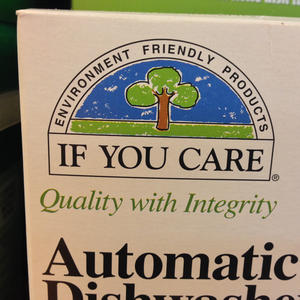 ENVIRONMENT FRIENDLY PRODUCTS
IF YOU CARE®
Quality with Integrity
Automatic